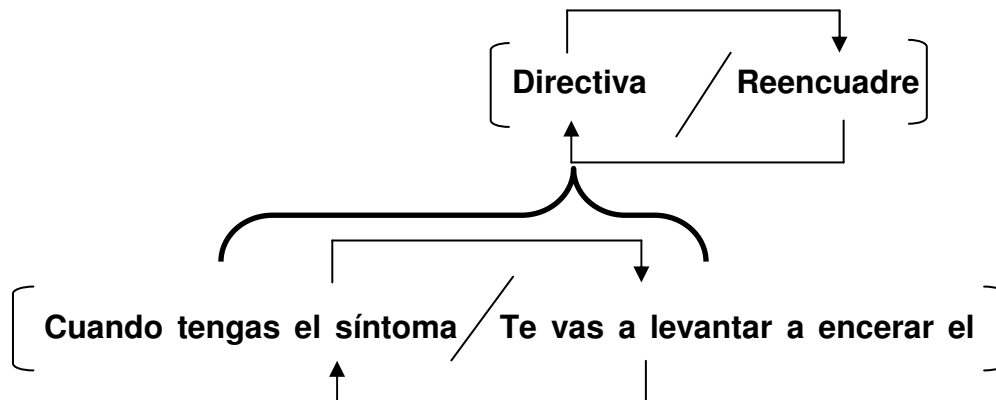 Directiva / Reencuadre
Cuando tengas el síntoma / Te vas a levantar a encerar el